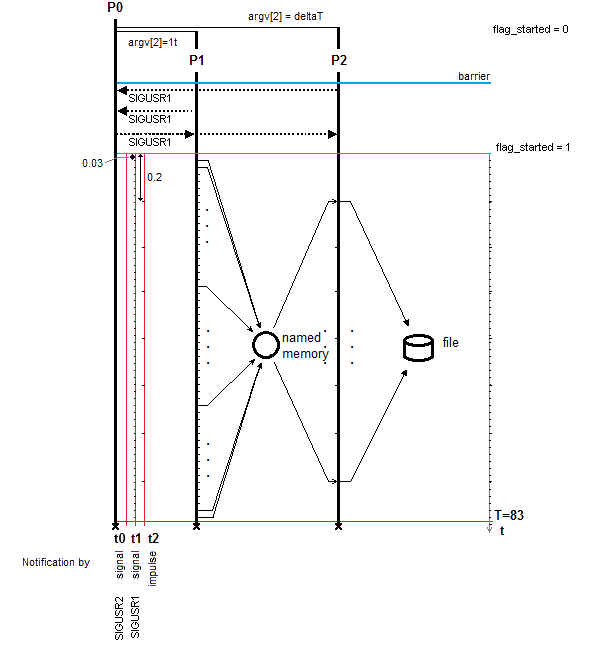 P0
argv[2] = deltaT
flag_started = 0
argv[2]=1t
P1
P2
barrier
SIGUSR1
SIGUSR1
SIGUSR1
flag_started = 1
0.03
0.2
named
memory
file
T=83
t
t0 t1 t2
Notification by
signal
signal
impulse
SIGUSR2
SIGUSR1